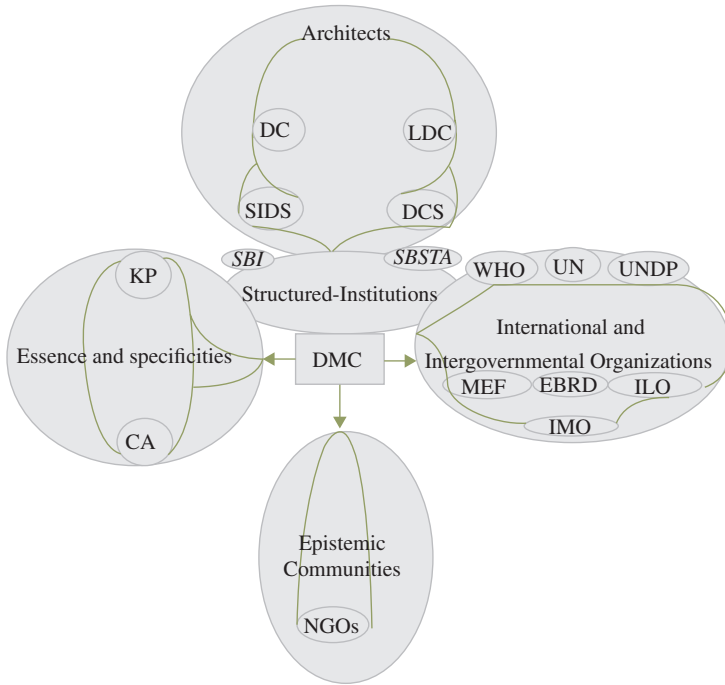 Architects
DC
LDC
SIDS
DCS
SBI
SBSTA
Structured-Institutions
KP
Essence and specificities
CA
DMC
WHO
UN
UNDP
International and
Intergovernmental Organizations
MEF
EBRD
ILO
IMO
Epistemic
Communities
NGOs